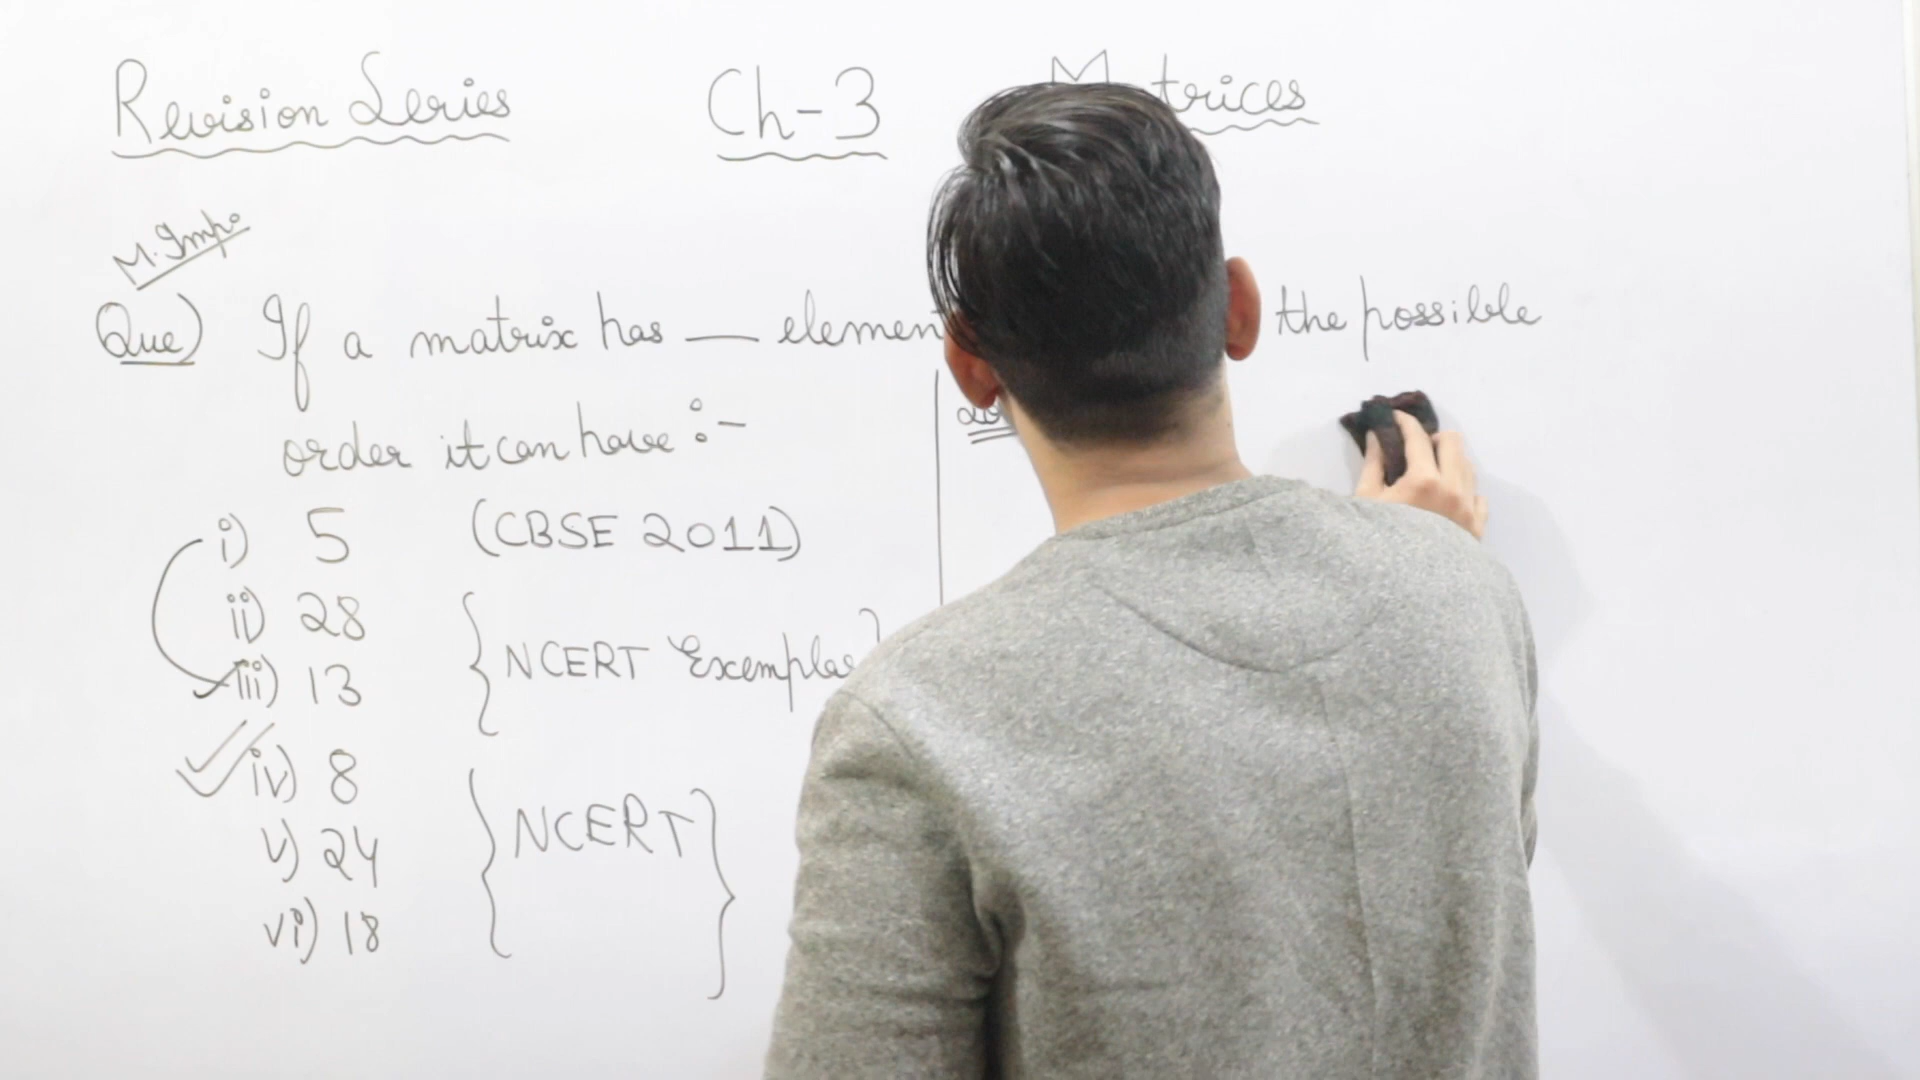 Revision Series Ch-3 M trices
M. Imp.
Que) If a matrix has __ elemen the possible
order it can have :-
i) 5 (CBSE 2011)
ii) 28
{NCERT Exemplar}
iii) 13
iv) 8
v) 24 {NCERT}
vi) 18